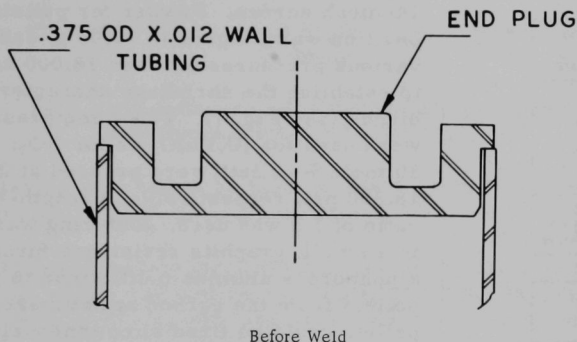 .375 OD X .012 WALL
TUBING
END PLUG
Before Weld